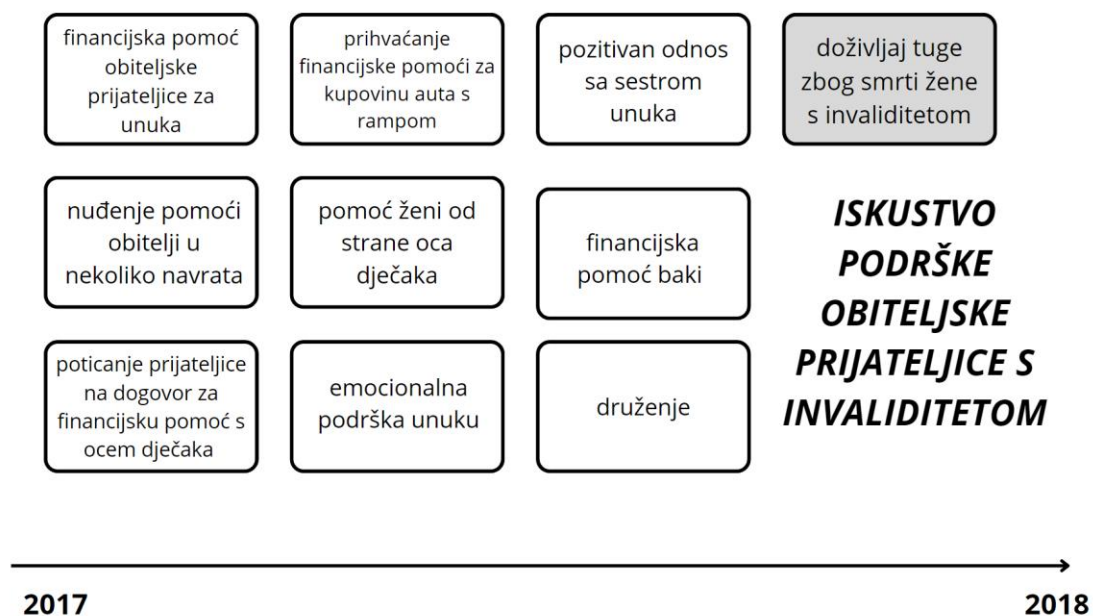 financijska pomoć
obiteljske
prijateljice za
unuka
prihvaćanje
financijske pomoći za
kupovinu auta s
rampom
pozitivan odnos
sa sestrom
unuka
doživljaj tuge
zbog smrti žene
s invaliditetom
nuđenje pomoći
obitelji u
nekoliko navrata
pomoć ženi od
strane oca
dječaka
financijska
pomoć baki
ISKUSTVO
PODRŠKE
OBITELJSKE
PRIJATELJICE S
INVALIDITETOM
poticanje prijateljice
na dogovor za
financijsku pomoć s
ocem dječaka
emocionalna
podrška unuku
druženje
2017
2018